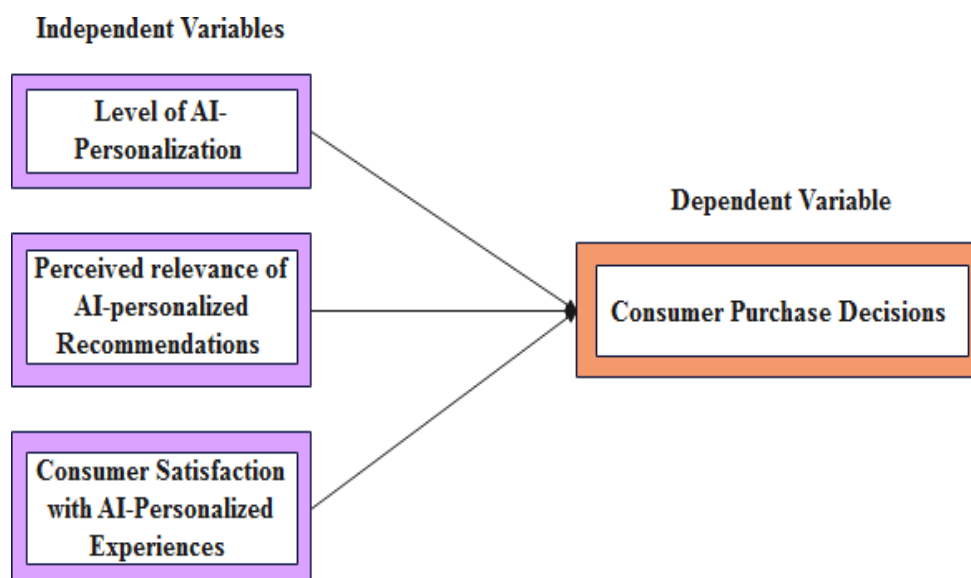 Independent Variables
Level of AI-
Personalization
Perceived relevance of
AI-personalized
Recommendations
Consumer Satisfaction
with AI-Personalized
Experiences
Dependent Variable
Consumer Purchase Decisions